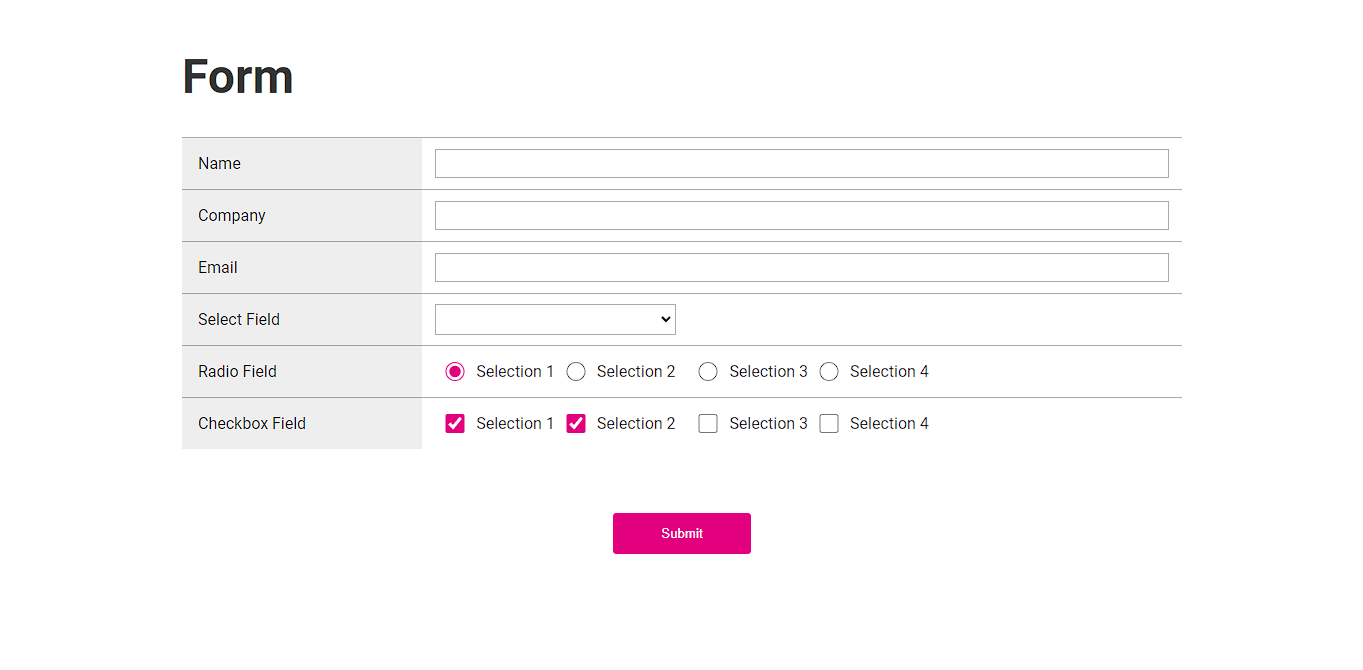 Form
Name
Company
Email
Select Field
Radio Field Selection 1 Selection 2 Selection 3 Selection 4
Checkbox Field Selection 1 Selection 2 Selection 3 Selection 4
Submit